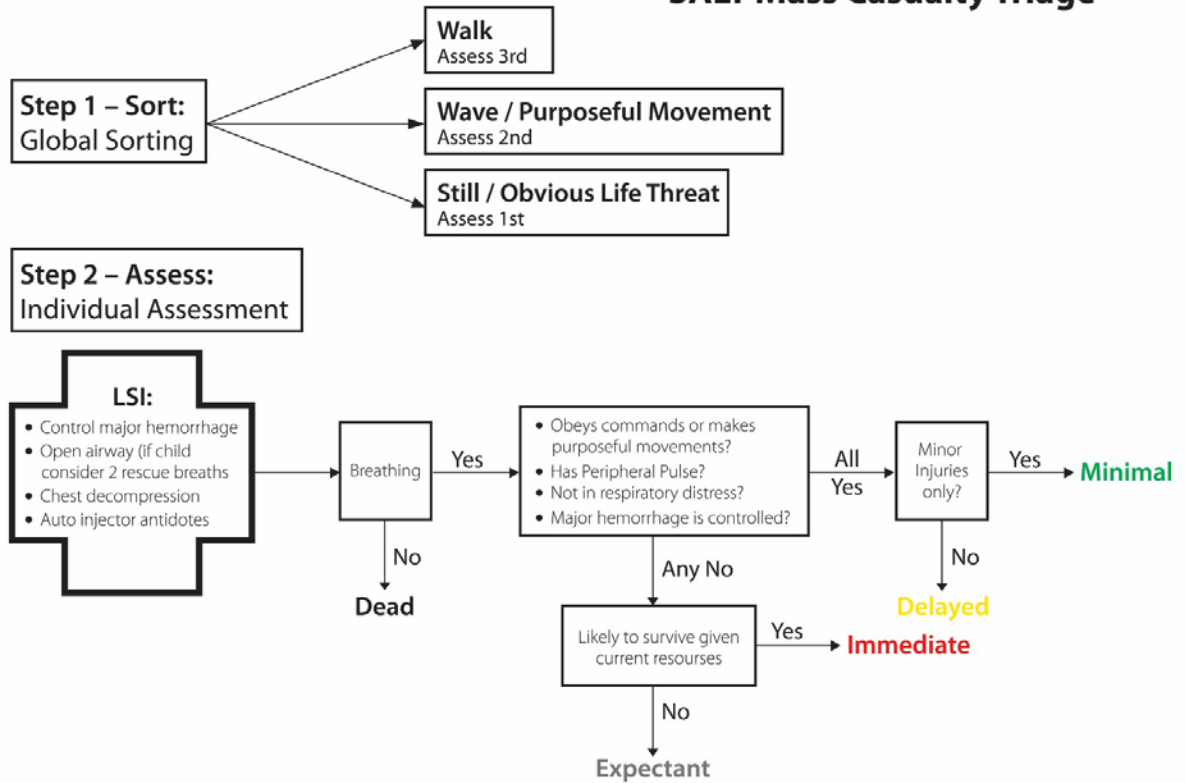 SALT Mass Casualty Triage
Walk
Assess 3rd
Step 1 – Sort:
Global Sorting
Wave / Purposeful Movement
Assess 2nd
Still / Obvious Life Threat
Assess 1st
Step 2 – Assess:
Individual Assessment
LSI:
• Control major hemorrhage
• Open airway (if child
consider 2 rescue breaths
• Chest decompression
• Auto injector antidotes
Breathing
Yes
No
Dead
• Obeys commands or makes
purposeful movements?
• Has Peripheral Pulse?
• Not in respiratory distress?
• Major hemorrhage is controlled?
All
Yes
Minor
Injuries
only?
Yes
Minimal
No
Delayed
Any No
Likely to survive given
current resourses
Yes
Immediate
No
Expectant